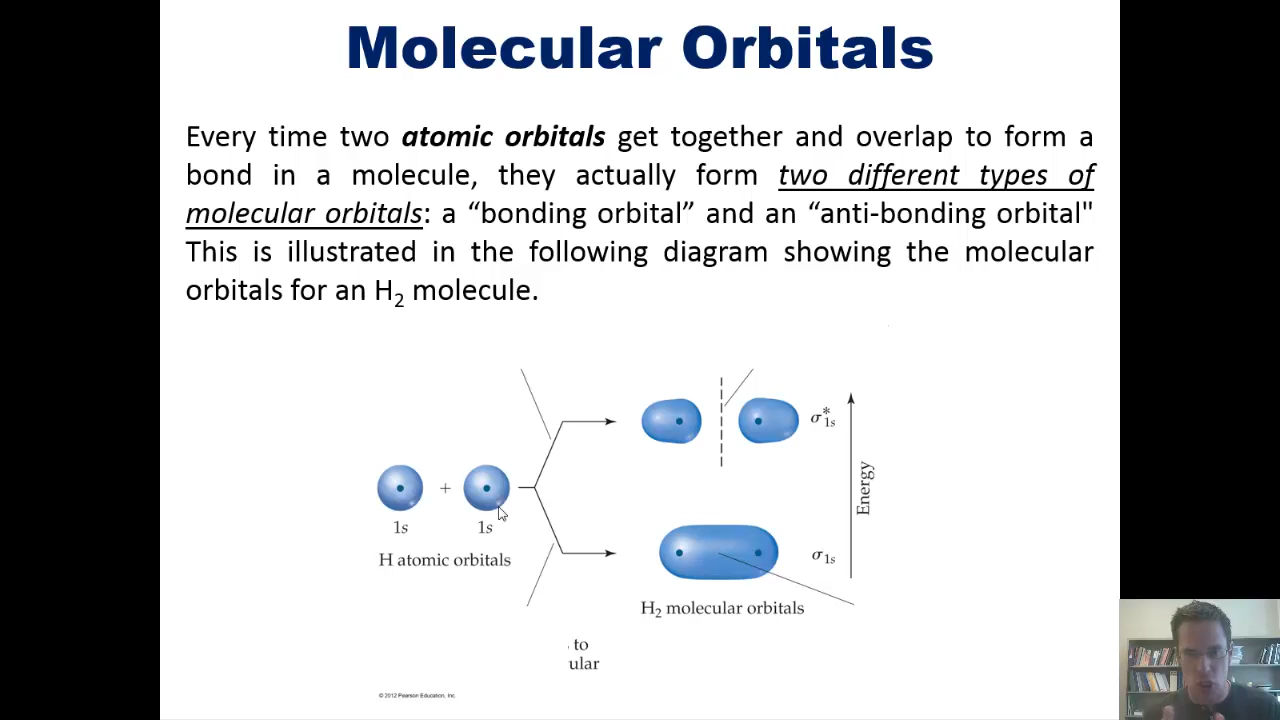 Molecular Orbitals
Every time two atomic orbitals get together and overlap to form a
bond in a molecule, they actually form two different types of
molecular orbitals: a “bonding orbital” and an “anti-bonding orbital"
This is illustrated in the following diagram showing the molecular
orbitals for an H₂ molecule.
σ*1s
+
1s
1s
H atomic orbitals
Energy
σ1s
H₂ molecular orbitals
to
ular
© 2012 Pearson Education, Inc.